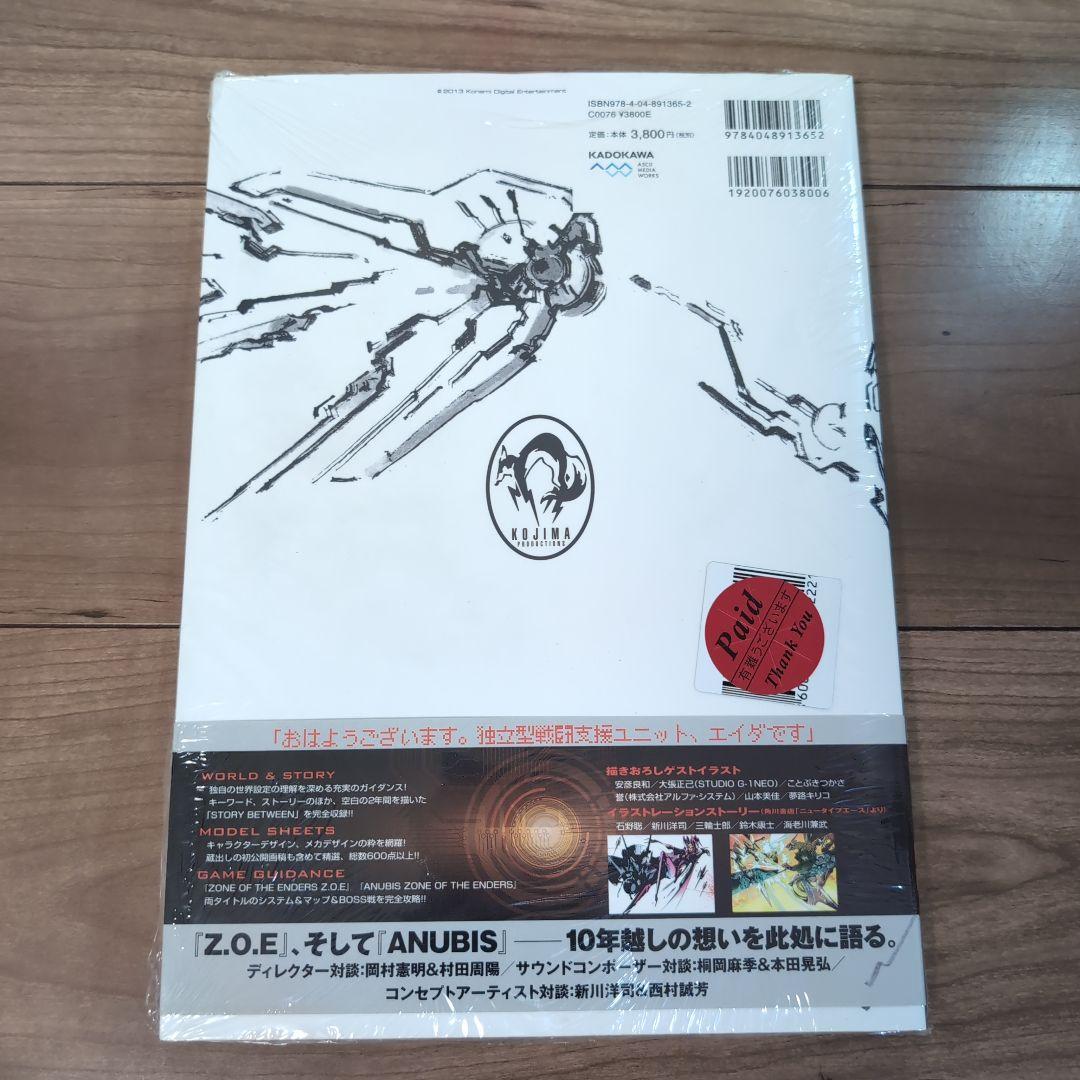 ©2013 Konami Digital Entertainment
ISBN978-4-04-891365-2
C0076 ¥3800E
定価:本体 3,800円(税別)
KADOKAWA
ASCII
MEDIA
WORKS
9784048913652
1920076038006
KOJIMA
PRODUCTIONS
Paid
有難うございます
Thank You
「おはようございます。独立型戦闘支援ユニット、エイダです」
WORLD & STORY
独自の世界設定の理解を深める充実のガイダンス!
キーワード、ストーリーのほか、空白の2年間を描いた
「STORY BETWEEN」を完全収録!!
MODEL SHEETS
キャラクターデザイン、メカデザインの粋を網羅!
蔵出しの初公開画稿も含めて精選、総数600点以上!!
GAME GUIDANCE
『ZONE OF THE ENDERS Z.O.E』『ANUBIS ZONE OF THE ENDERS』
両タイトルのシステム&マップ&BOSS戦を完全攻略!!
描きおろしゲストイラスト
安彦良和/大張正己(STUDIO G-1NEO)/ことぶきつかさ
誉(株式会社アルファ・システム)/山本美佳/夢路キリコ
イラストレーションストーリー(角川書店「ニュータイプエース」より)
石野聡/新川洋司/三輪士郎/鈴木康士/海老川兼武
『Z.O.E』、そして『ANUBIS』――10年越しの想いを此処に語る。
ディレクター対談:岡村憲明&村田周陽/サウンドコンポーザー対談:桐岡麻季&本田晃弘/
コンセプトアーティスト対談:新川洋司&西村誠芳